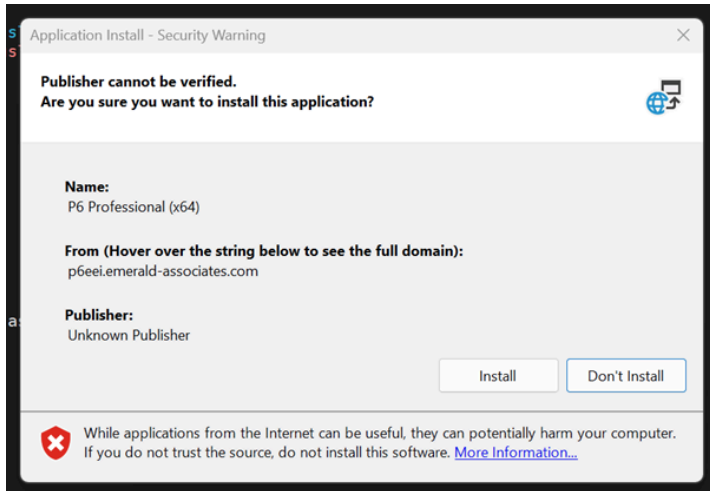 s
s
Application Install - Security Warning
Publisher cannot be verified.
Are you sure you want to install this application?
Name:
P6 Professional (x64)
From (Hover over the string below to see the full domain):
p6eei.emerald-associates.com
Publisher:
Unknown Publisher
a
Install
Don't Install
While applications from the Internet can be useful, they can potentially harm your computer.
If you do not trust the source, do not install this software. More Information...